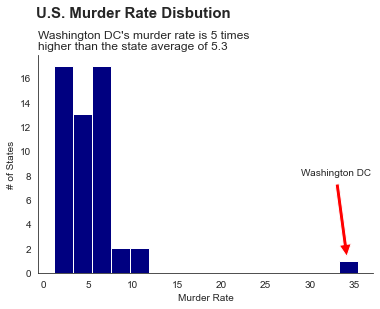 U.S. Murder Rate Disbution
Washington DC's murder rate is 5 times
higher than the state average of 5.3
16
14
12
10
8
6
4
2
0
# of States
Washington DC
0 5 10 15 20 25 30 35
Murder Rate